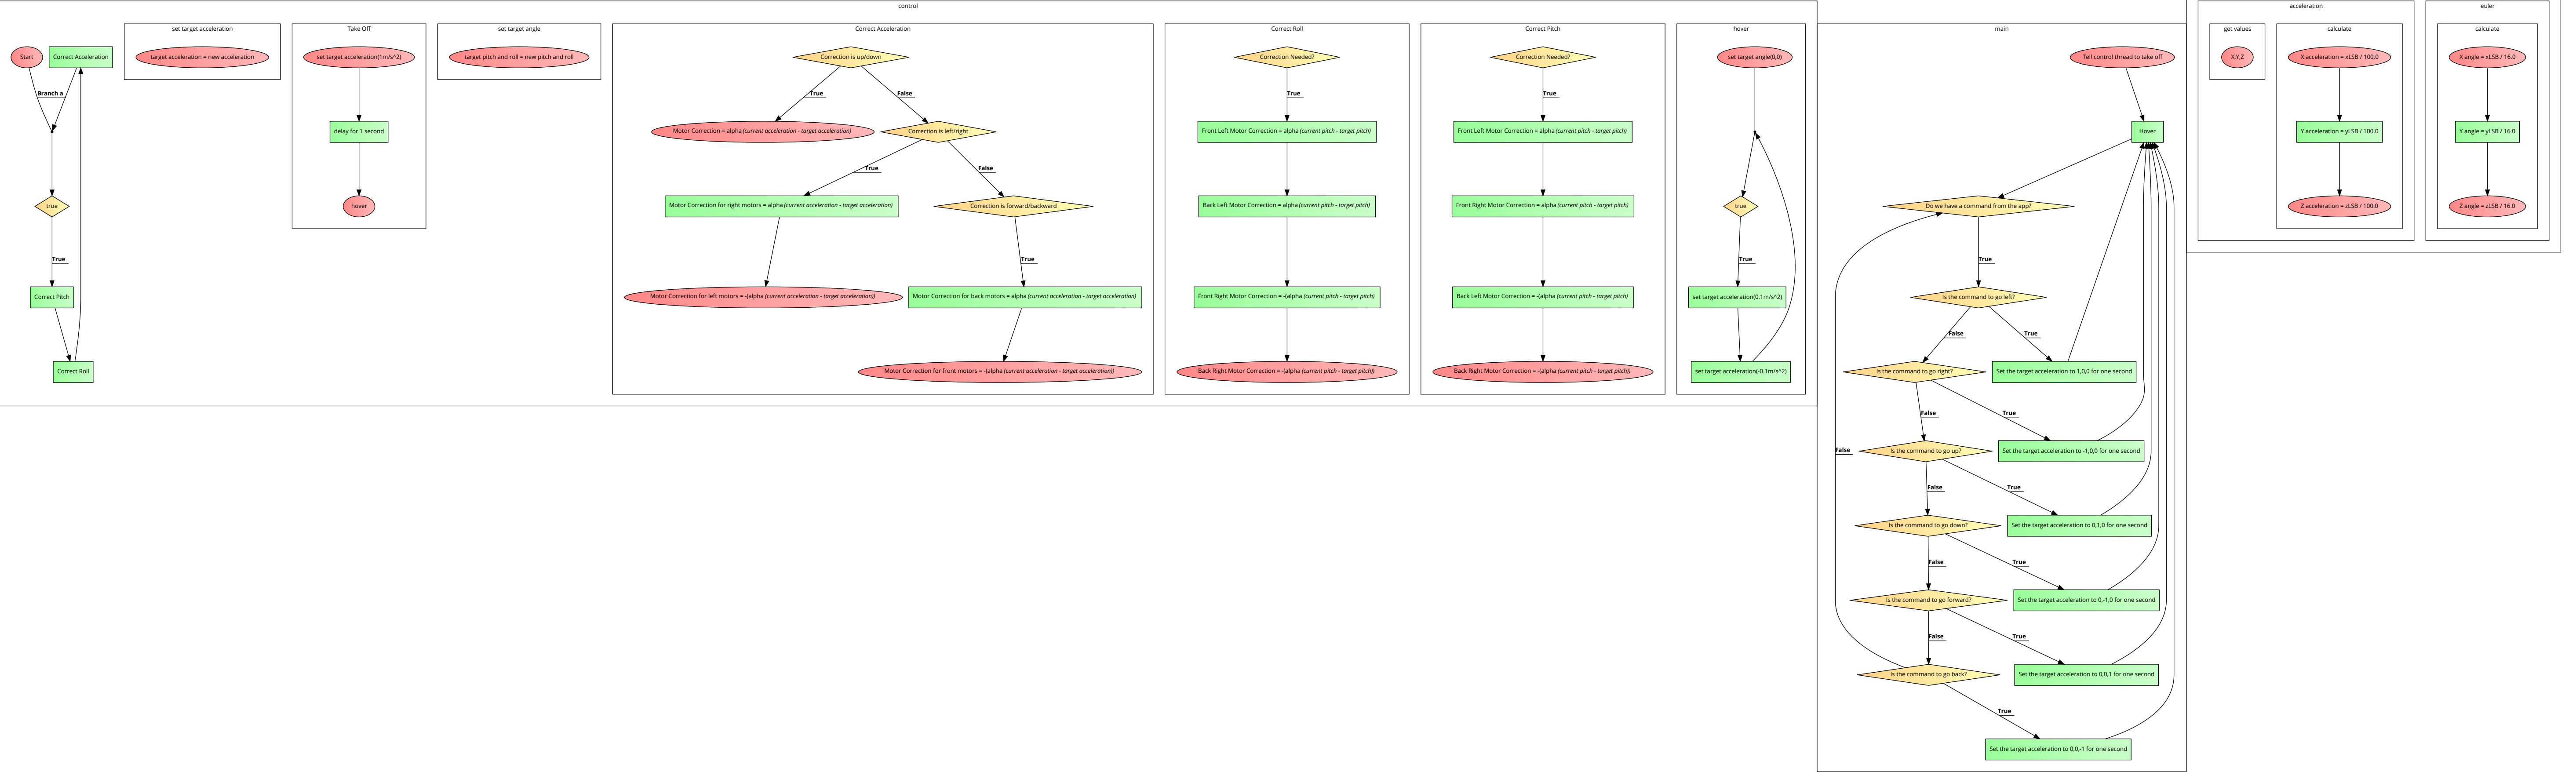 control
Start
Correct Acceleration
Branch a
true
True
Correct Pitch
Correct Roll
set target acceleration
target acceleration = new acceleration
Take Off
set target acceleration(1m/s^2)
delay for 1 second
hover
set target angle
target pitch and roll = new pitch and roll
Correct Acceleration
Correction is up/down
True
False
Motor Correction = alpha (current acceleration - target acceleration)
Correction is left/right
True
False
Motor Correction for right motors = alpha (current acceleration - target acceleration)
Correction is forward/backward
True
Motor Correction for left motors = -(alpha (current acceleration - target acceleration))
Motor Correction for back motors = alpha (current acceleration - target acceleration)
Motor Correction for front motors = -(alpha (current acceleration - target acceleration))
Correct Roll
Correction Needed?
True
Front Left Motor Correction = alpha (current pitch - target pitch)
Back Left Motor Correction = alpha (current pitch - target pitch)
Front Right Motor Correction = -(alpha (current pitch - target pitch)
Back Right Motor Correction = -(alpha (current pitch - target pitch))
Correct Pitch
Correction Needed?
True
Front Left Motor Correction = alpha (current pitch - target pitch)
Front Right Motor Correction = alpha (current pitch - target pitch)
Back Left Motor Correction = -(alpha (current pitch - target pitch)
Back Right Motor Correction = -(alpha (current pitch - target pitch))
hover
set target angle(0,0)
true
True
set target acceleration(0.1m/s^2)
set target acceleration(-0.1m/s^2)
main
Tell control thread to take off
Hover
Do we have a command from the app?
True
Is the command to go left?
False
True
Is the command to go right?
Set the target acceleration to 1,0,0 for one second
False
True
False
Is the command to go up?
Set the target acceleration to -1,0,0 for one second
False
True
Is the command to go down?
Set the target acceleration to 0,1,0 for one second
False
True
Is the command to go forward?
Set the target acceleration to 0,-1,0 for one second
False
True
Is the command to go back?
Set the target acceleration to 0,0,1 for one second
True
Set the target acceleration to 0,0,-1 for one second
acceleration
get values
X,Y,Z
calculate
X acceleration = xLSB / 100.0
Y acceleration = yLSB / 100.0
Z acceleration = zLSB / 100.0
euler
calculate
X angle = xLSB / 16.0
Y angle = yLSB / 16.0
Z angle = zLSB / 16.0